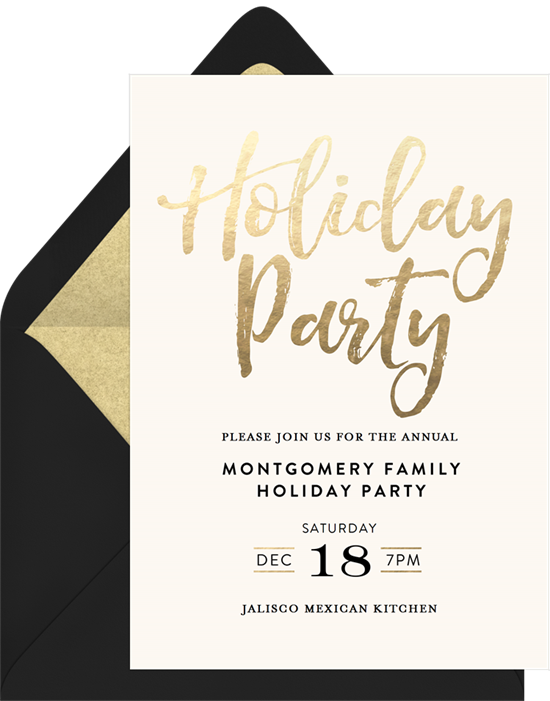 Holiday
Party
PLEASE JOIN US FOR THE ANNUAL
MONTGOMERY FAMILY
HOLIDAY PARTY
SATURDAY
DEC 18 7PM
JALISCO MEXICAN KITCHEN